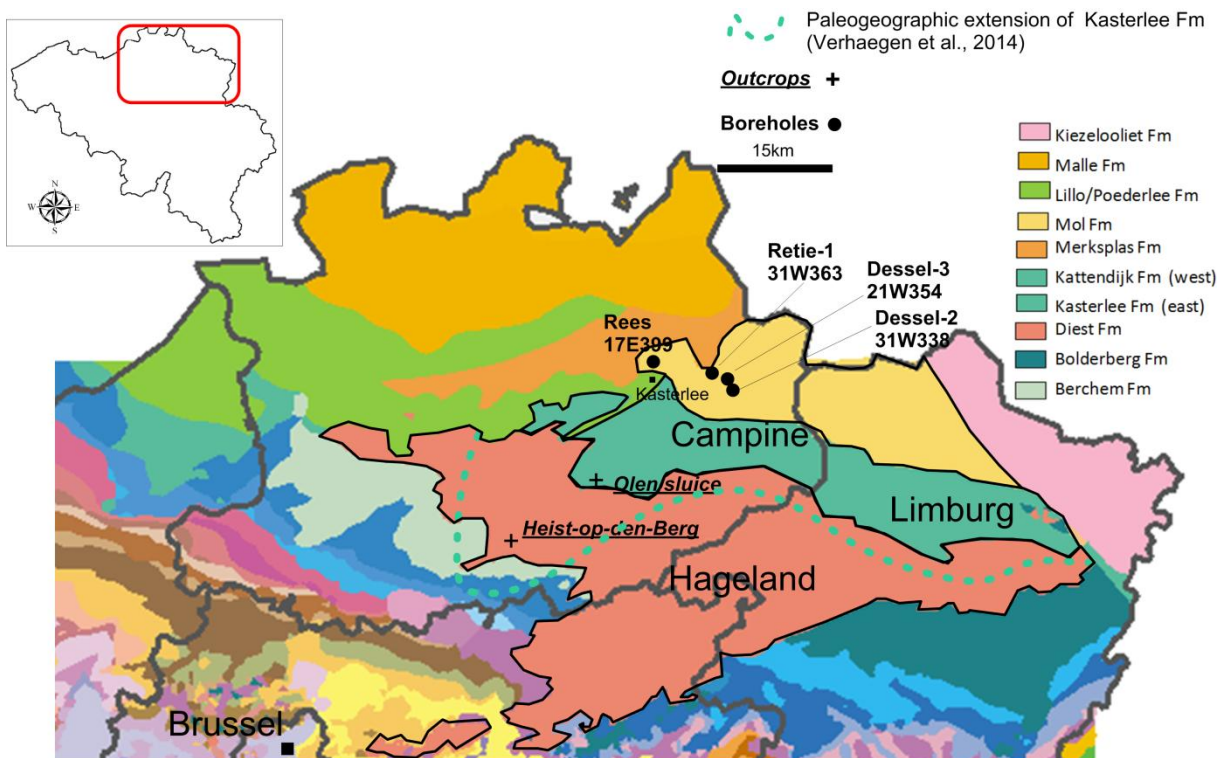 Paleogeographic extension of Kasterlee Fm
(Verhaegen et al., 2014)
Outcrops +
Boreholes
15km
N
W E
S
Kiezelooliet Fm
Malle Fm
Lillo/Poederlee Fm
Mol Fm
Merksplas Fm
Kattendijk Fm (west)
Kasterlee Fm (east)
Diest Fm
Bolderberg Fm
Berchem Fm
Retie-1
31W363
Dessel-3
21W354
Dessel-2
31W338
Rees
17E399
Kasterlee
Campine
Olen sluice
Limburg
Heist-op-den-Berg
Hageland
Brussel